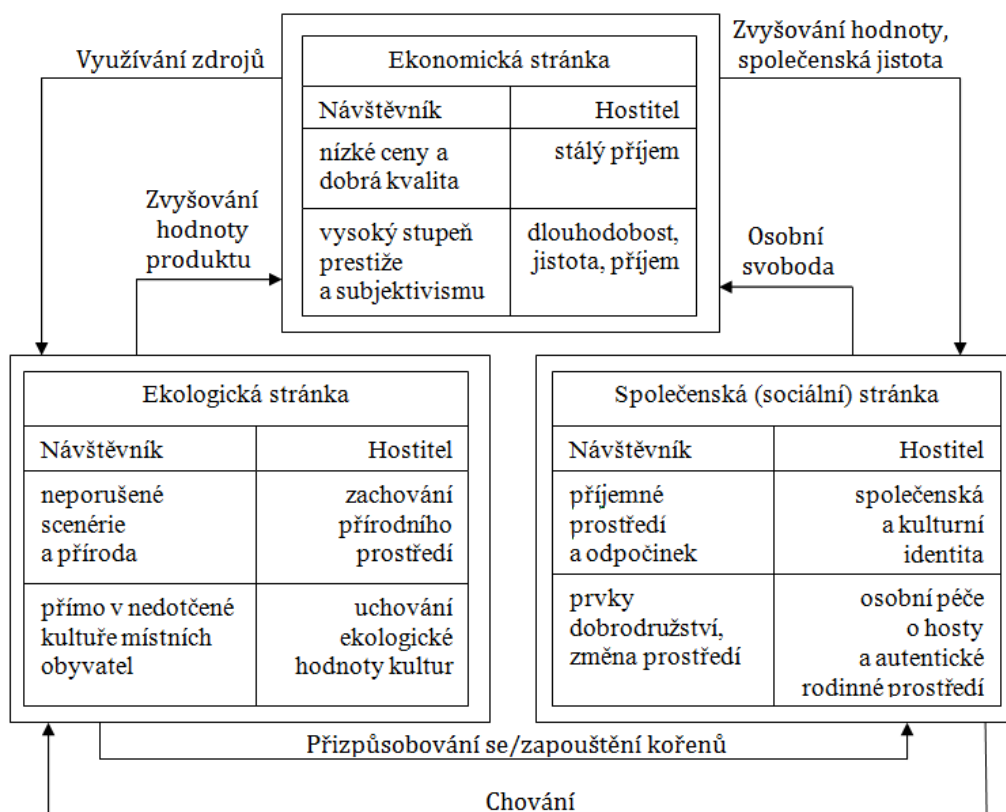 Využívání zdrojů
Zvyšování hodnoty,
společenská jistota
Ekonomická stránka
Návštěvník Hostitel
nízké ceny a
dobrá kvalita
stálý příjem
vysoký stupeň
prestiže
a subjektivismu
dlouhodobost,
jistota, příjem
Zvyšování
hodnoty
produktu
Osobní
svoboda
Ekologická stránka
Návštěvník Hostitel
neporušené
scenérie
a příroda
zachování
přírodního
prostředí
přímo v nedotčené
kultuře místních
obyvatel
uchování
ekologické
hodnoty kultur
Společenská (sociální) stránka
Návštěvník Hostitel
příjemné
prostředí
a odpočinek
společenská
a kulturní
identita
prvky
dobrodružství,
změna prostředí
osobní péče
o hosty
a autentické
rodinné prostředí
Přizpůsobování se/zapouštění kořenů
Chování